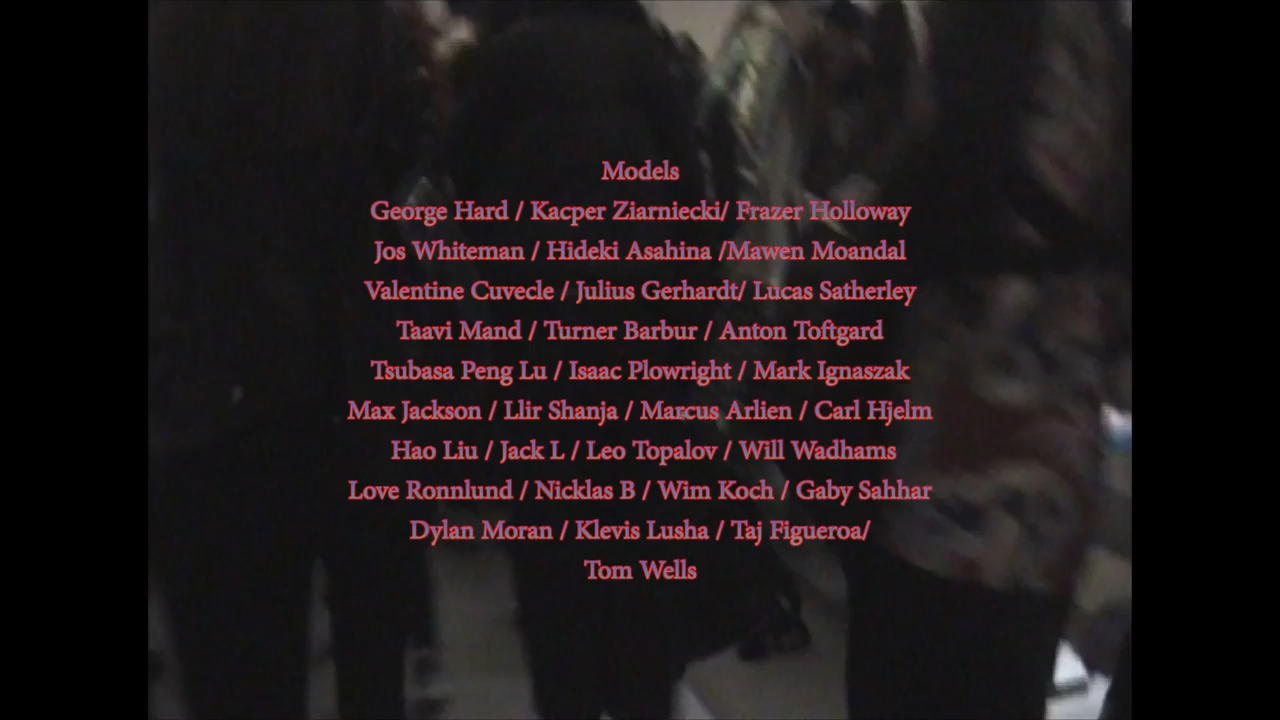 Models
George Hard / Kacper Ziarniecki/ Frazer Holloway
Jos Whiteman / Hideki Asahina /Mawen Moandal
Valentine Cuvecle / Julius Gerhardt/ Lucas Satherley
Taavi Mand / Turner Barbur / Anton Toftgard
Tsubasa Peng Lu / Isaac Plowright / Mark Ignaszak
Max Jackson / Llir Shanja / Marcus Arlien / Carl Hjelm
Hao Liu / Jack L / Leo Topalov / Will Wadhams
Love Ronnlund / Nicklas B / Wim Koch / Gaby Sahhar
Dylan Moran / Klevis Lusha / Taj Figueroa/
Tom Wells